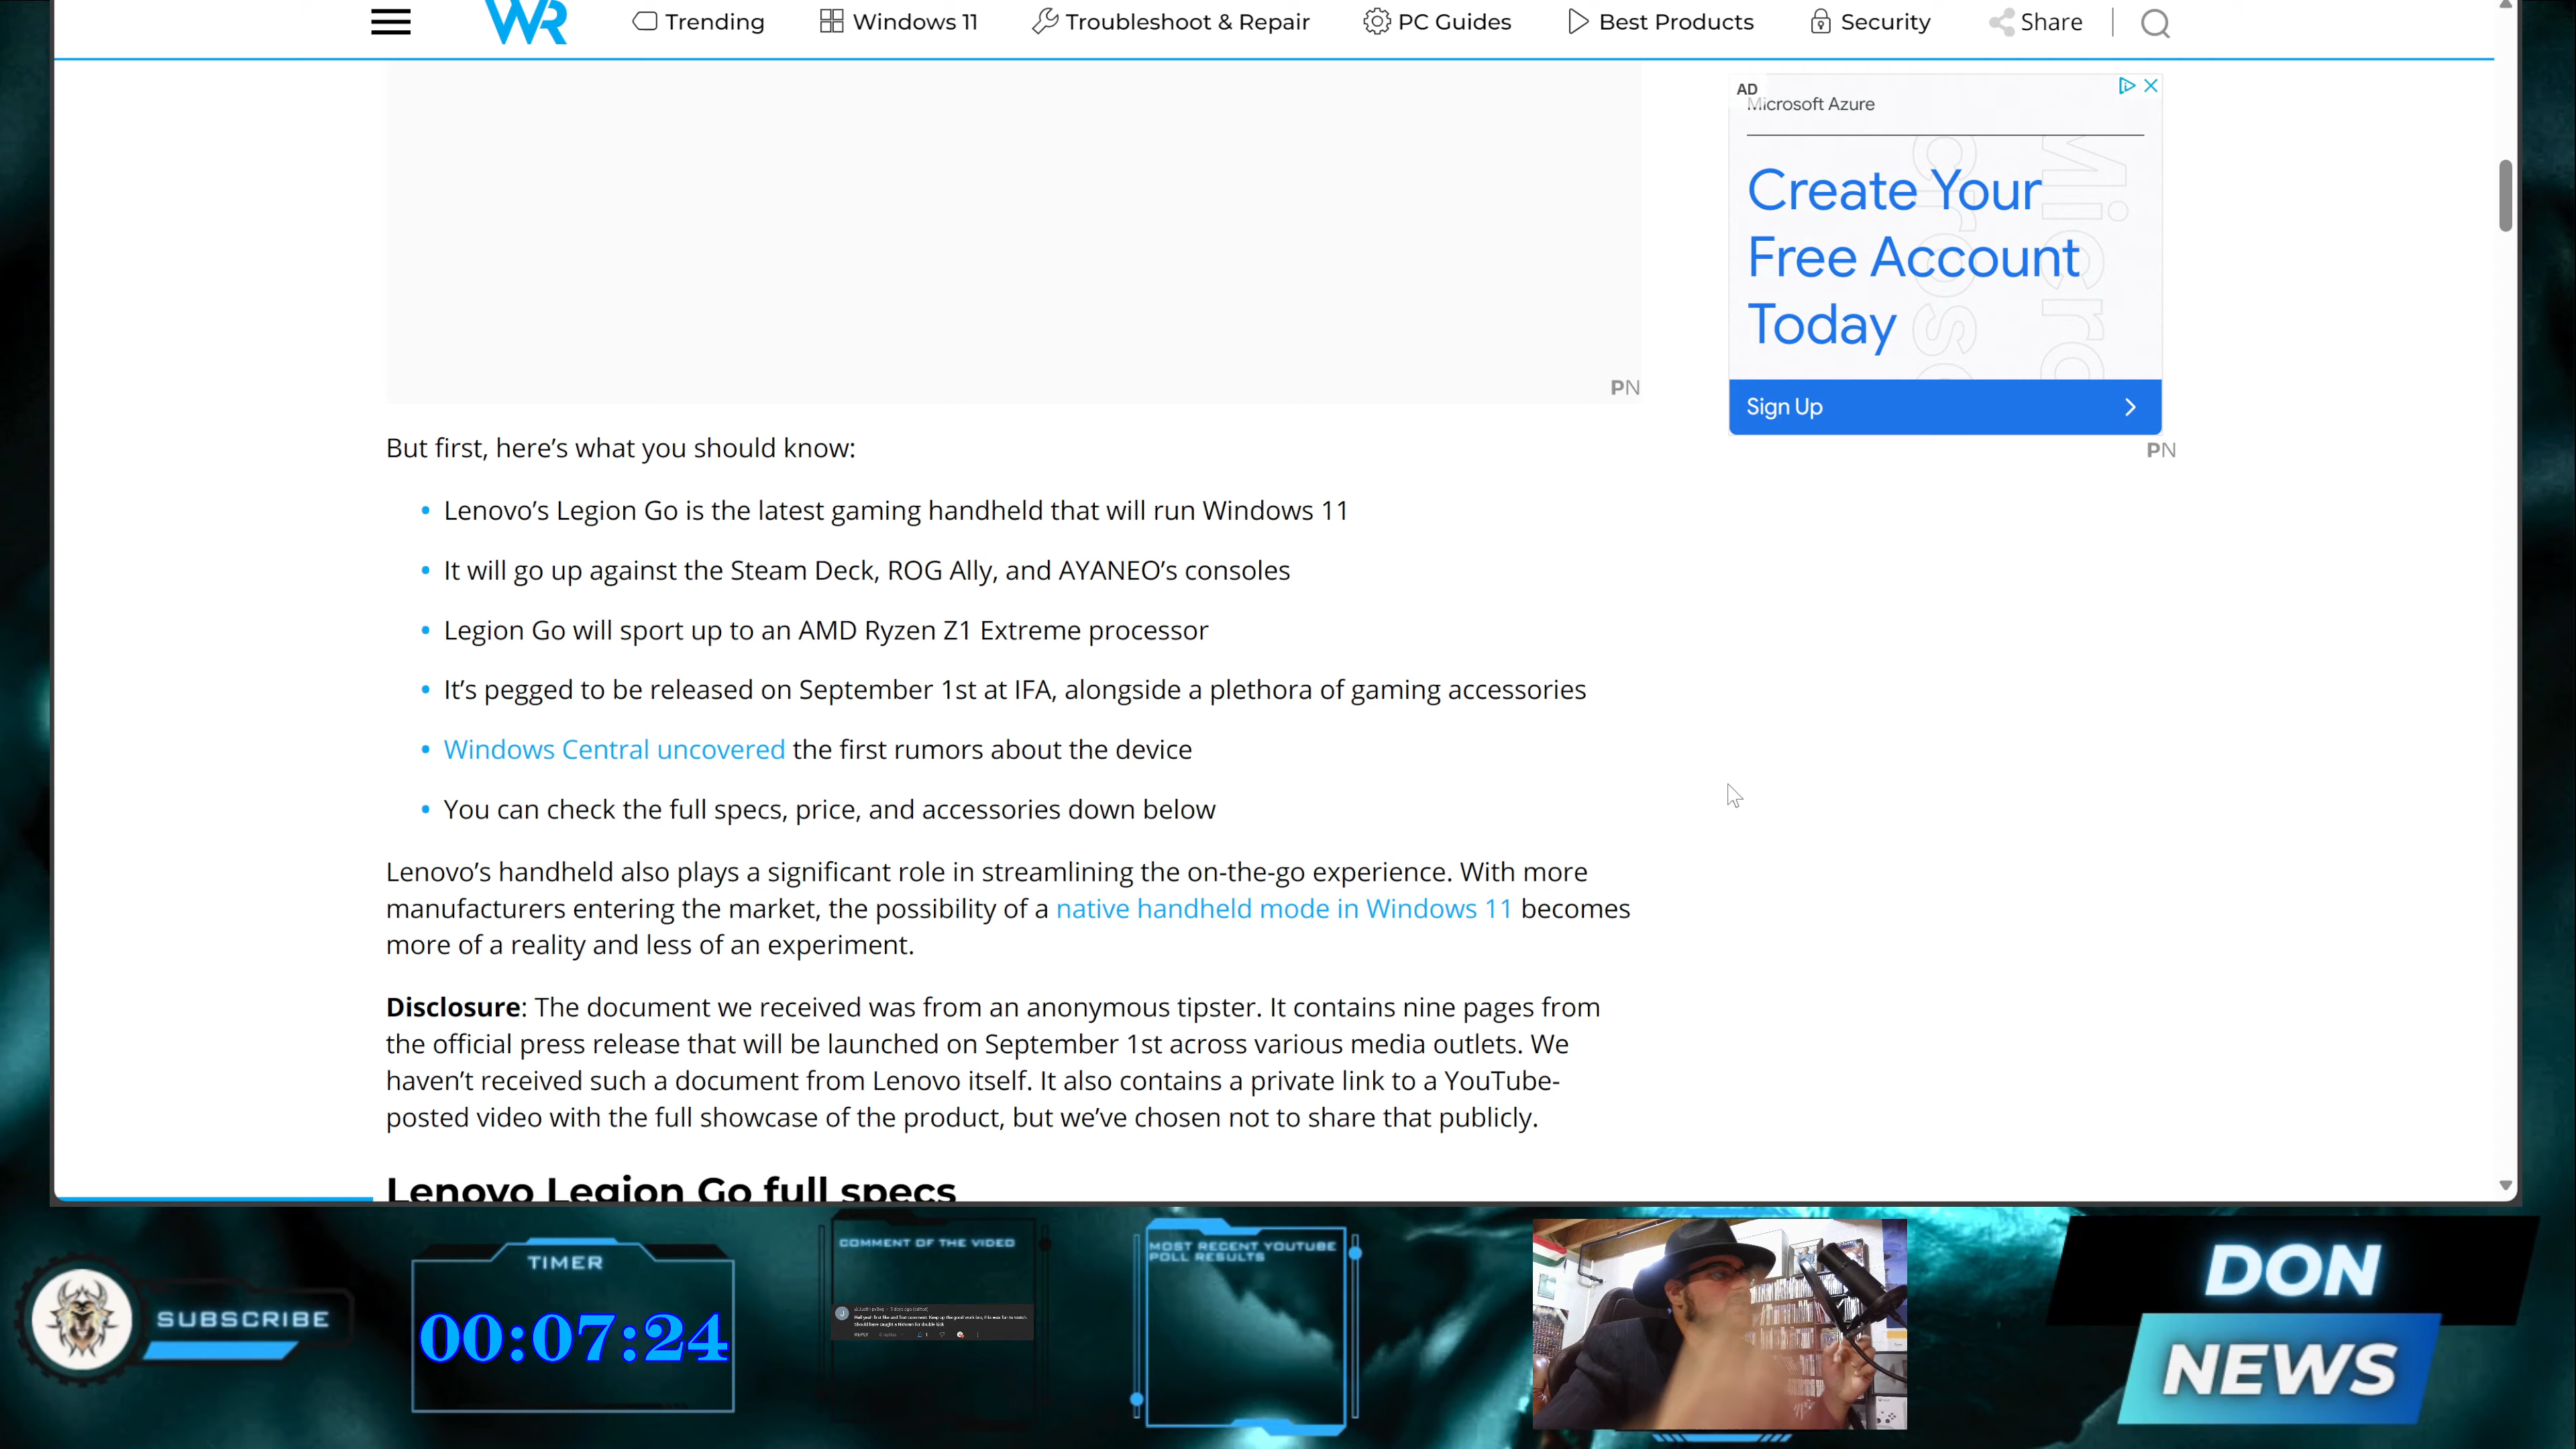 WR
Trending
Windows 11
Troubleshoot & Repair
PC Guides
Best Products
Security
Share
AD
Microsoft Azure
Create Your
Free Account
Today
Sign Up
PN
PN
But first, here's what you should know:
• Lenovo's Legion Go is the latest gaming handheld that will run Windows 11
• It will go up against the Steam Deck, ROG Ally, and AYANEO's consoles
• Legion Go will sport up to an AMD Ryzen Z1 Extreme processor
• It's pegged to be released on September 1st at IFA, alongside a plethora of gaming accessories
• Windows Central uncovered the first rumors about the device
• You can check the full specs, price, and accessories down below
Lenovo's handheld also plays a significant role in streamlining the on-the-go experience. With more
manufacturers entering the market, the possibility of a native handheld mode in Windows 11 becomes
more of a reality and less of an experiment.
Disclosure: The document we received was from an anonymous tipster. It contains nine pages from
the official press release that will be launched on September 1st across various media outlets. We
haven't received such a document from Lenovo itself. It also contains a private link to a YouTube-
posted video with the full showcase of the product, but we've chosen not to share that publicly.
Lenovo Legion Go full specs
SUBSCRIBE
TIMER
00:07:24
COMMENT OF THE VIDEO
MOST RECENT YOUTUBE
POLL RESULTS
DON
NEWS